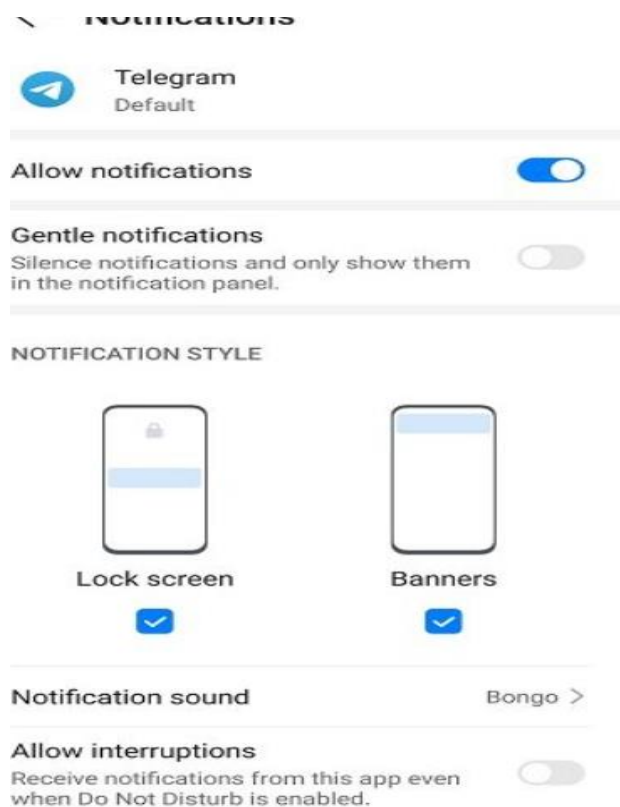 Notifications
Telegram
Default
Allow notifications
Gentle notifications
Silence notifications and only show them
in the notification panel.
NOTIFICATION STYLE
Lock screen
Banners
Notification sound
Bongo >
Allow interruptions
Receive notifications from this app even
when Do Not Disturb is enabled.